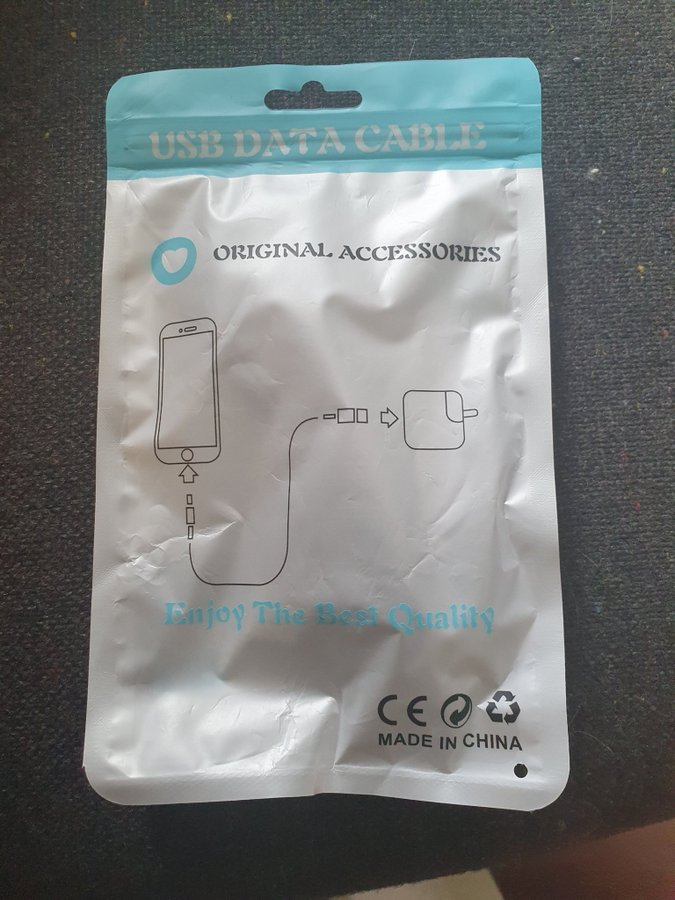 USB DATA CABLE
ORIGINAL ACCESSORIES
Enjoy The Best Quality
CE
MADE IN CHINA